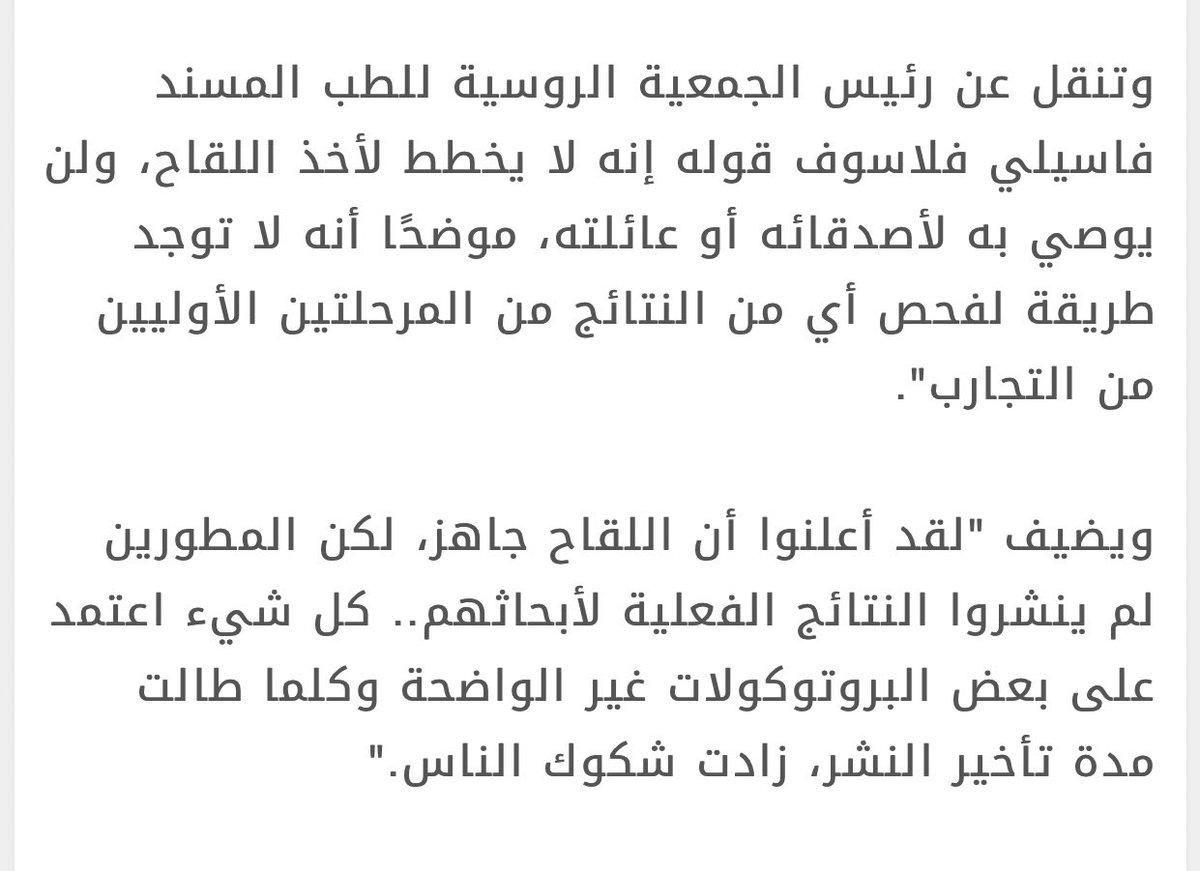 وتنقل عن رئيس الجمعية الروسية للطب المسند
فاسيلي فلاسوف قوله إنه لا يخطط لأخذ اللقاح، ولن
يوصي به لأصدقائه أو عائلته، موضحًا أنه لا توجد
طريقة لفحص أي من النتائج من المرحلتين الأوليين
من التجارب".
ويضيف "لقد أعلنوا أن اللقاح جاهز، لكن المطورين
لم ينشروا النتائج الفعلية لأبحاثهم.. كل شيء اعتمد
على بعض البروتوكولات غير الواضحة وكلما طالت
مدة تأخير النشر، زادت شكوك الناس."